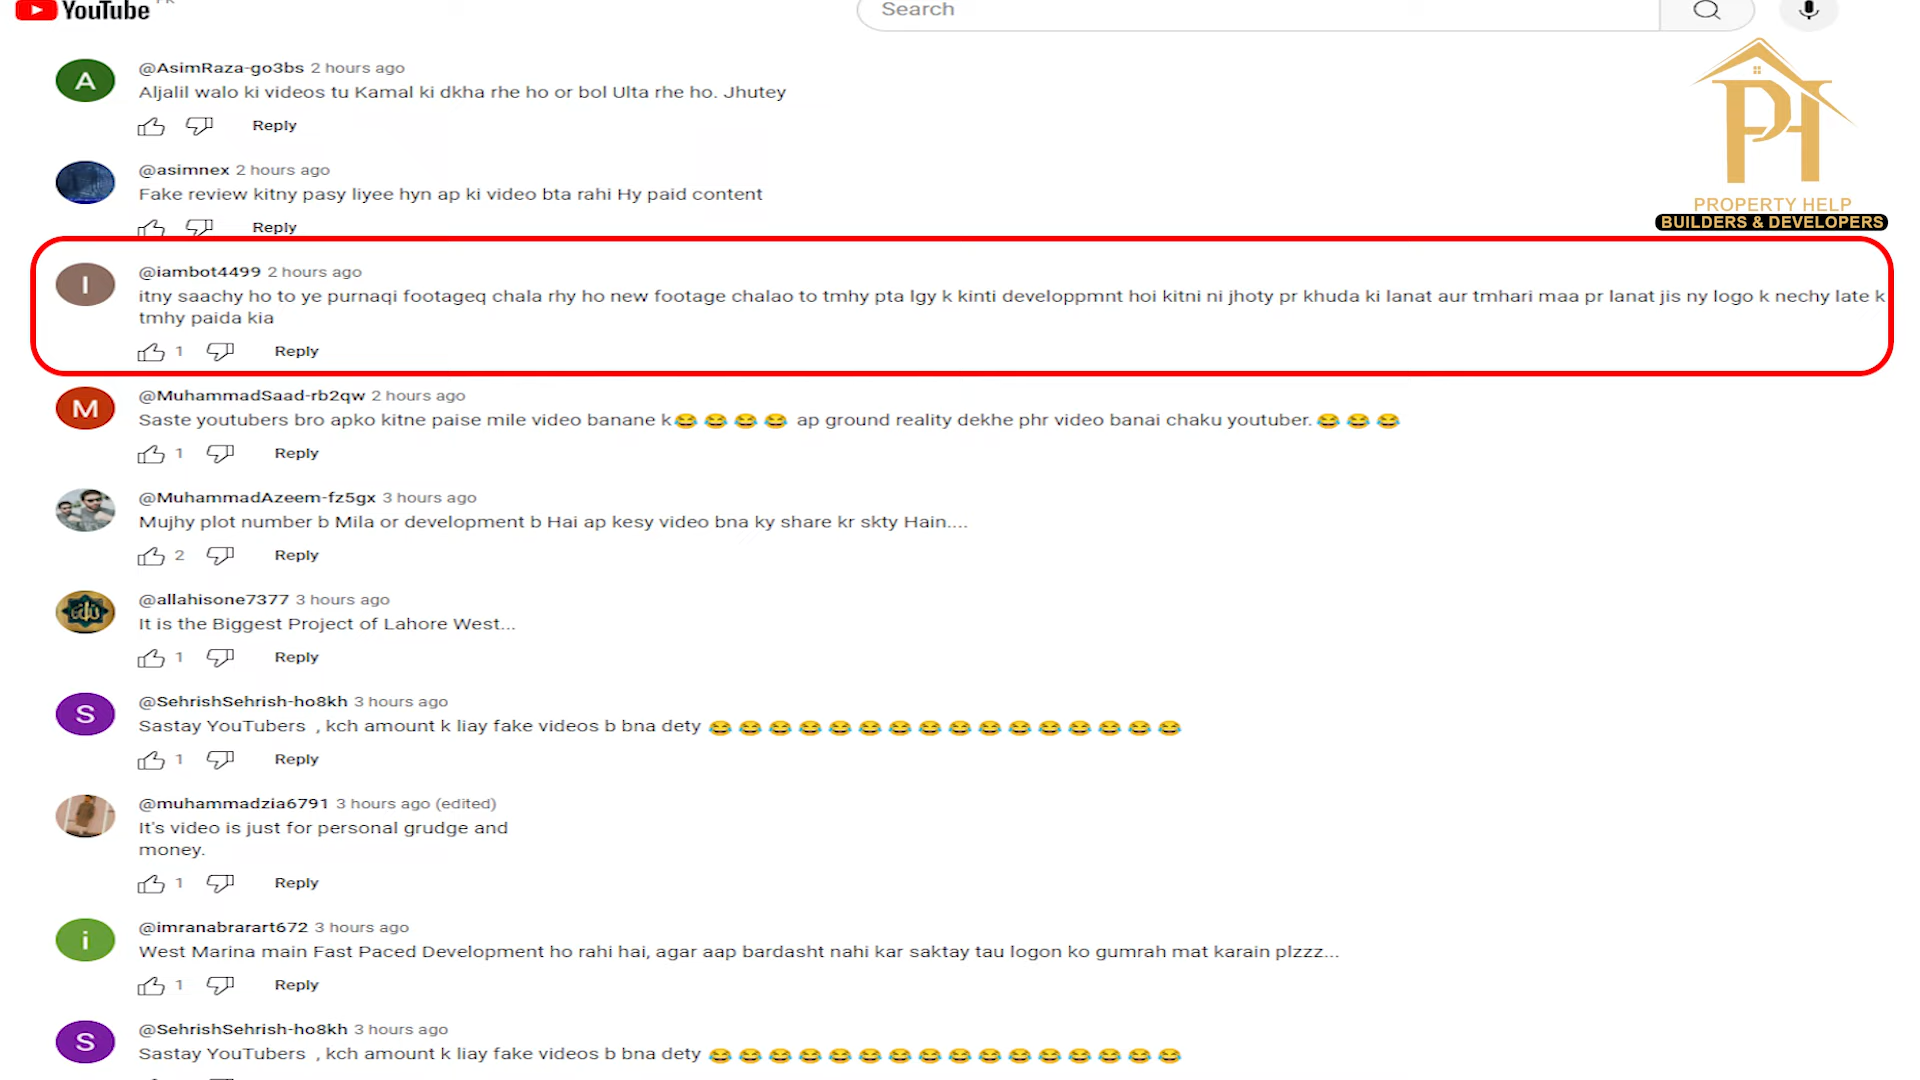 YouTube
Search
@AsimRaza-go3bs 2 hours ago
Aljalil walo ki videos tu Kamal ki dkha rhe ho or bol Ulta rhe ho. Jhutey
Reply
PROPERTY HELP
BUILDERS & DEVELOPERS
@asimnex 2 hours ago
Fake review kitny pasy liyee hyn ap ki video bta rahi Hy paid content
Reply
I
@iambot4499 2 hours ago
itny saachy ho to ye purnaqi footageq chala rhy ho new footage chalao to tmhy pta lgy k kinti developpmnt hoi kitni ni jhoty pr khuda ki lanat aur tmhari maa pr lanat jis ny logo k nechy late k
tmhy paida kia
1 Reply
M
@MuhammadSaad-rb2qw 2 hours ago
Saste youtubers bro apko kitne paise mile video banane k😂😂😂😂 ap ground reality dekhe phr video banai chaku youtuber.😂😂😂
1 Reply
@MuhammadAzeem-fz5gx 3 hours ago
Mujhy plot number b Mila or development b Hai ap kesy video bna ky share kr skty Hain....
2 Reply
@allahisone7377 3 hours ago
It is the Biggest Project of Lahore West...
1 Reply
S
@SehrishSehrish-ho8kh 3 hours ago
Sastay YouTubers , kch amount k liay fake videos b bna dety 😂😂😂😂😂😂😂😂😂😂😂😂😂😂😂😂
1 Reply
@muhammadzia6791 3 hours ago (edited)
It's video is just for personal grudge and
money.
1 Reply
i
@imranabrarart672 3 hours ago
West Marina main Fast Paced Development ho rahi hai, agar aap bardasht nahi kar saktay tau logon ko gumrah mat karain plzzz...
1 Reply
S
@SehrishSehrish-ho8kh 3 hours ago
Sastay YouTubers , kch amount k liay fake videos b bna dety 😂😂😂😂😂😂😂😂😂😂😂😂😂😂😂😂